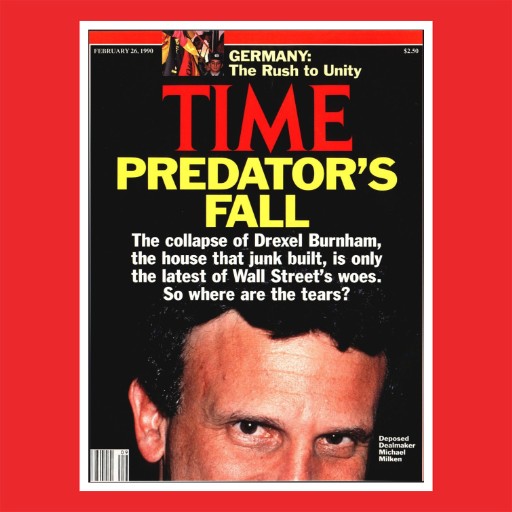 FEBRUARY 26, 1990
$2.50
GERMANY:
The Rush to Unity
TIME
PREDATOR'S
FALL
The collapse of Drexel Burnham,
the house that junk built, is only
the latest of Wall Street's woes.
So where are the tears?
Deposed
Dealmaker
Michael
Milken